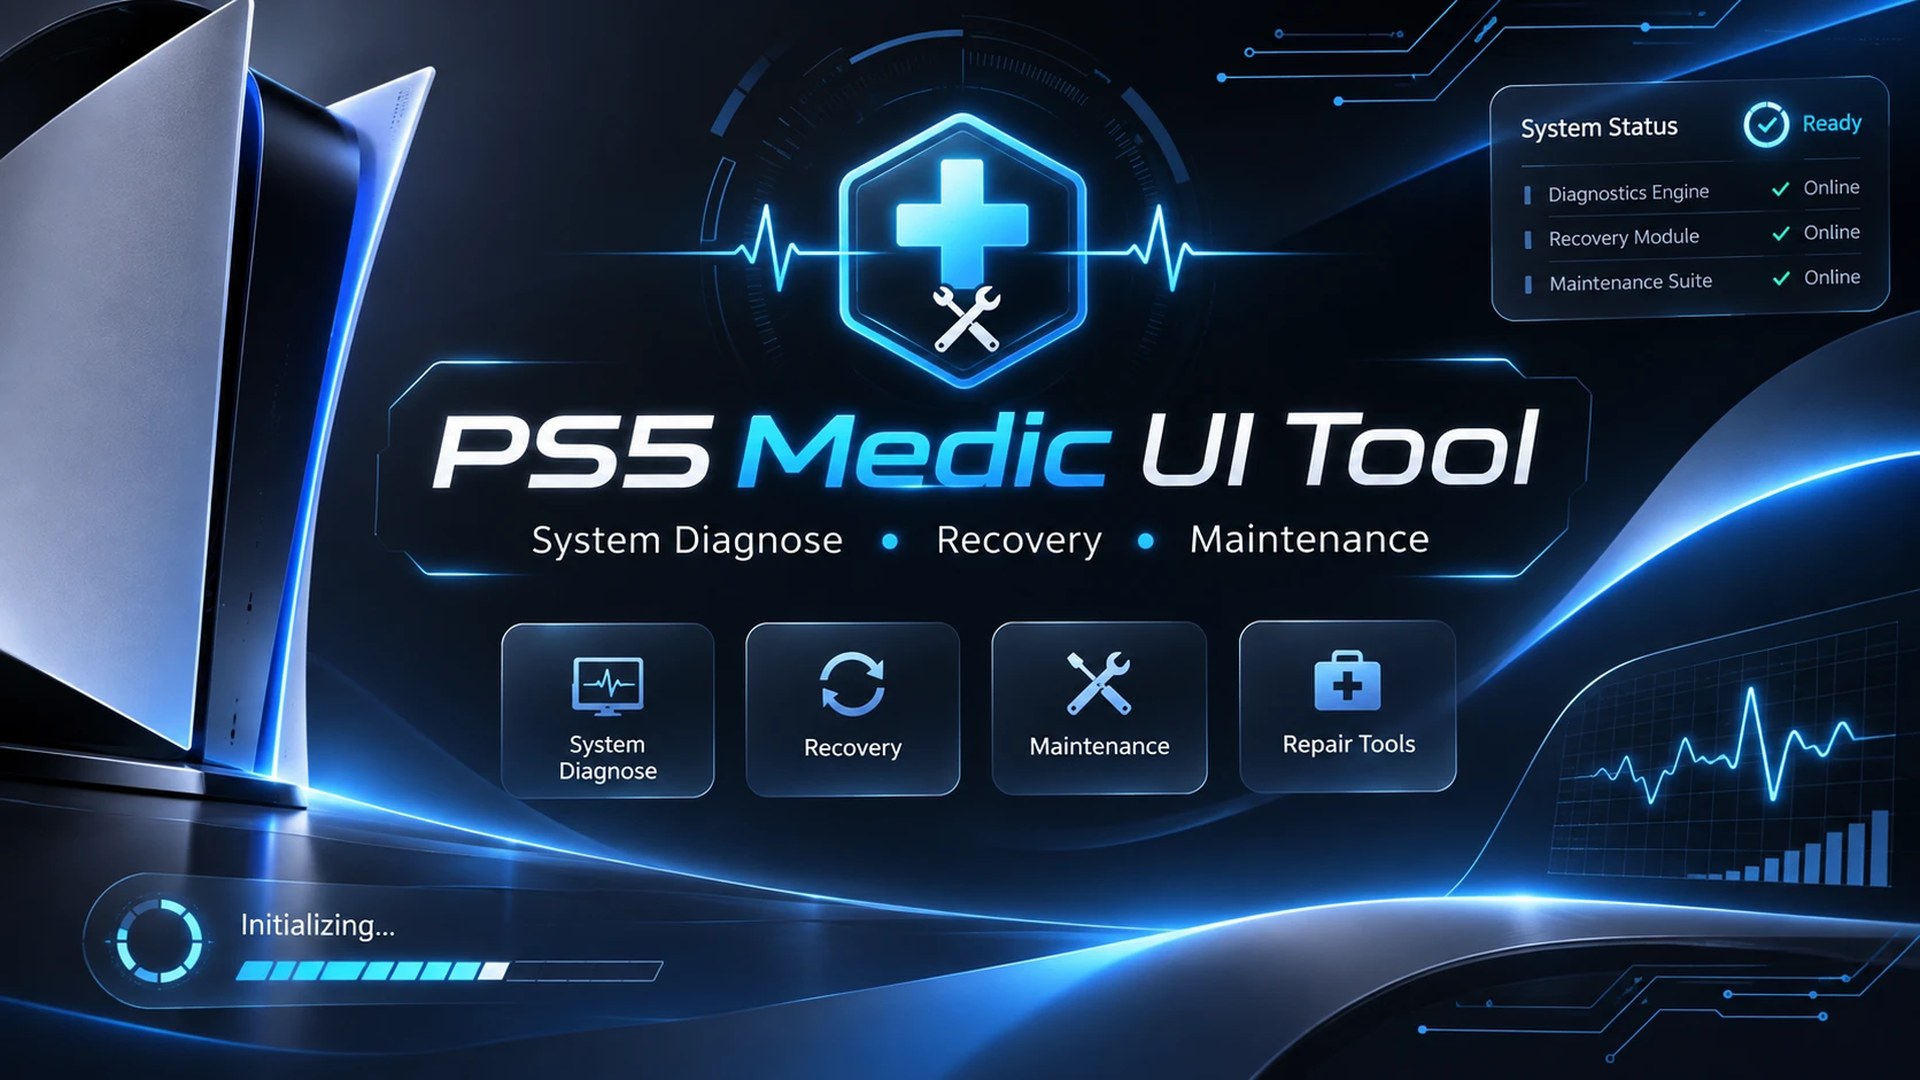 System Status
Ready
Diagnostics Engine
Online
Recovery Module
Online
Maintenance Suite
Online
PS5 Medic UI Tool
System Diagnose • Recovery • Maintenance
System
Diagnose
Recovery
Maintenance
Repair Tools
Initializing...